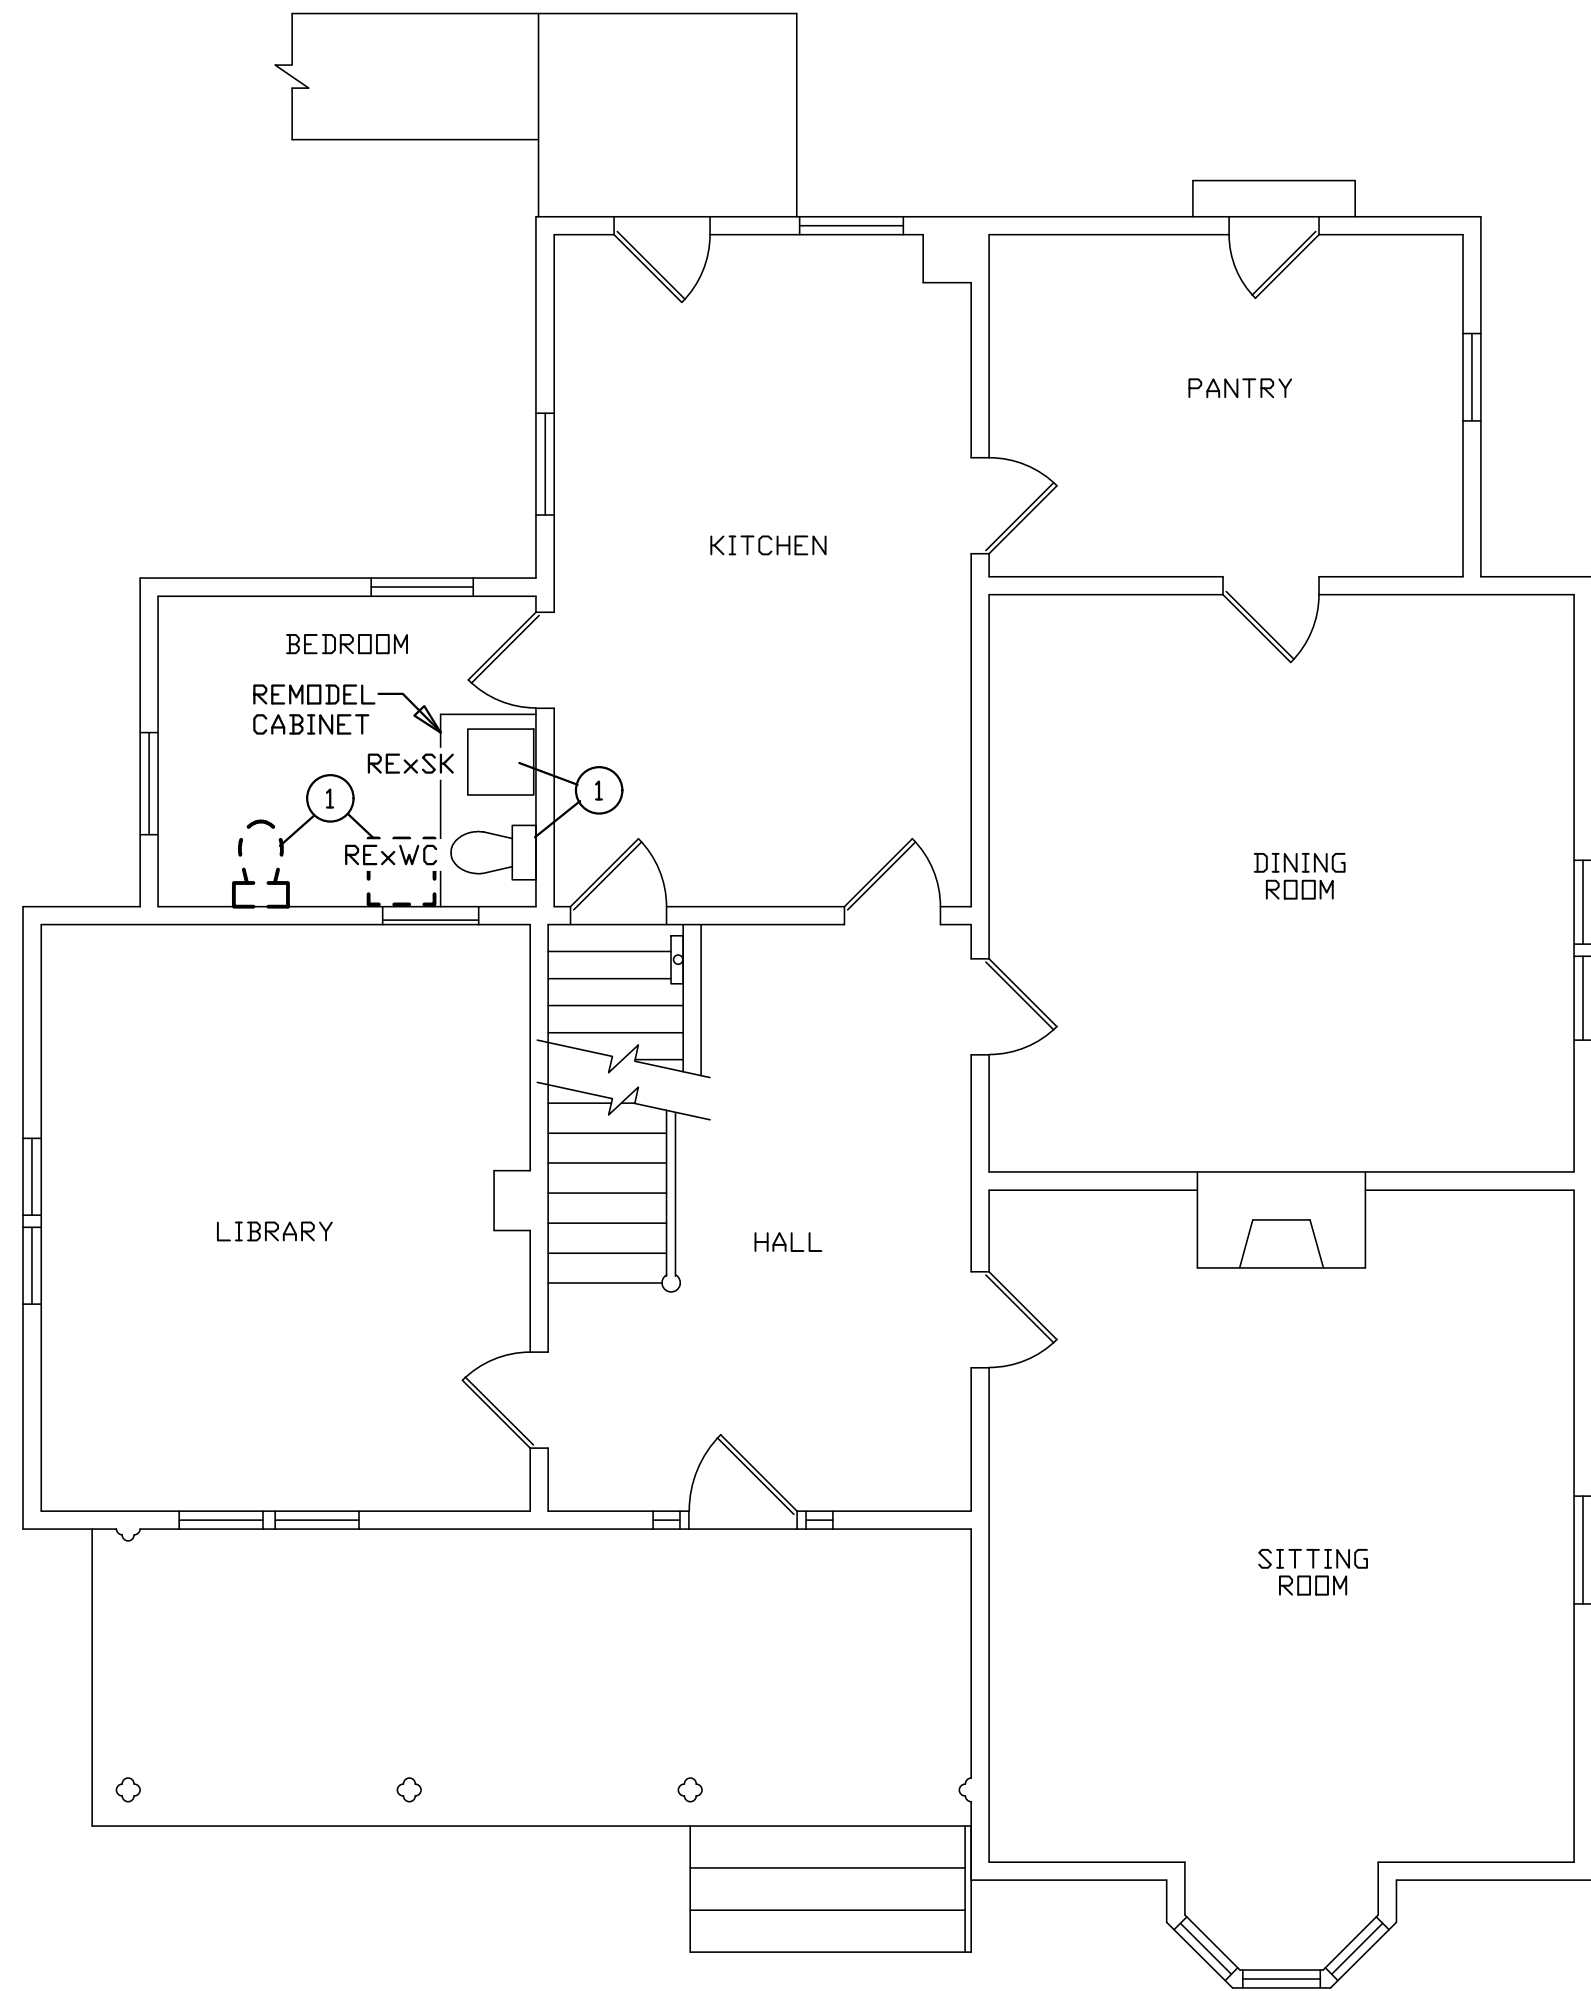 PANTRY
KITCHEN
BEDROOM
REMODEL
CABINET
RExSK
1
1
RExWC
DINING
ROOM
LIBRARY
HALL
SITTING
ROOM